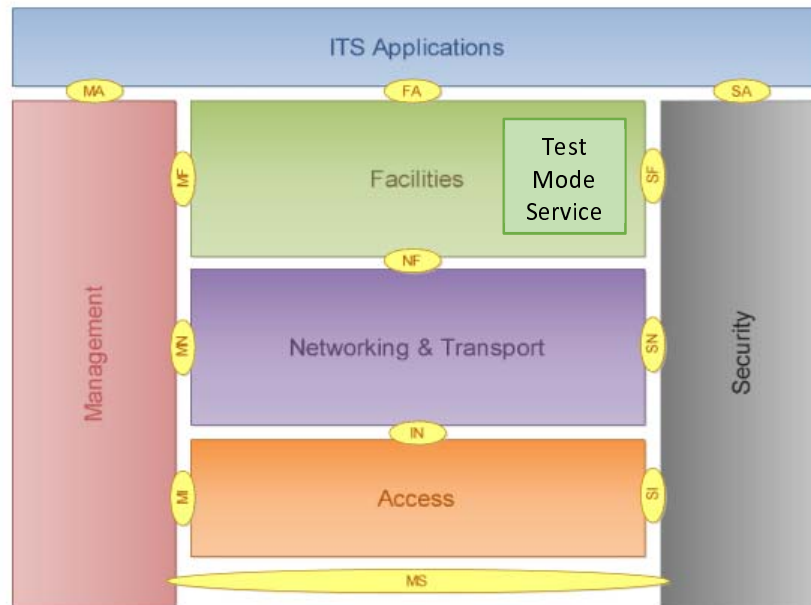 ITS Applications
MA
FA
SA
Facilities
Test
Mode
Service
MF
SF
NF
Management
Networking & Transport
Security
MN
SN
IN
Access
MI
SI
MS